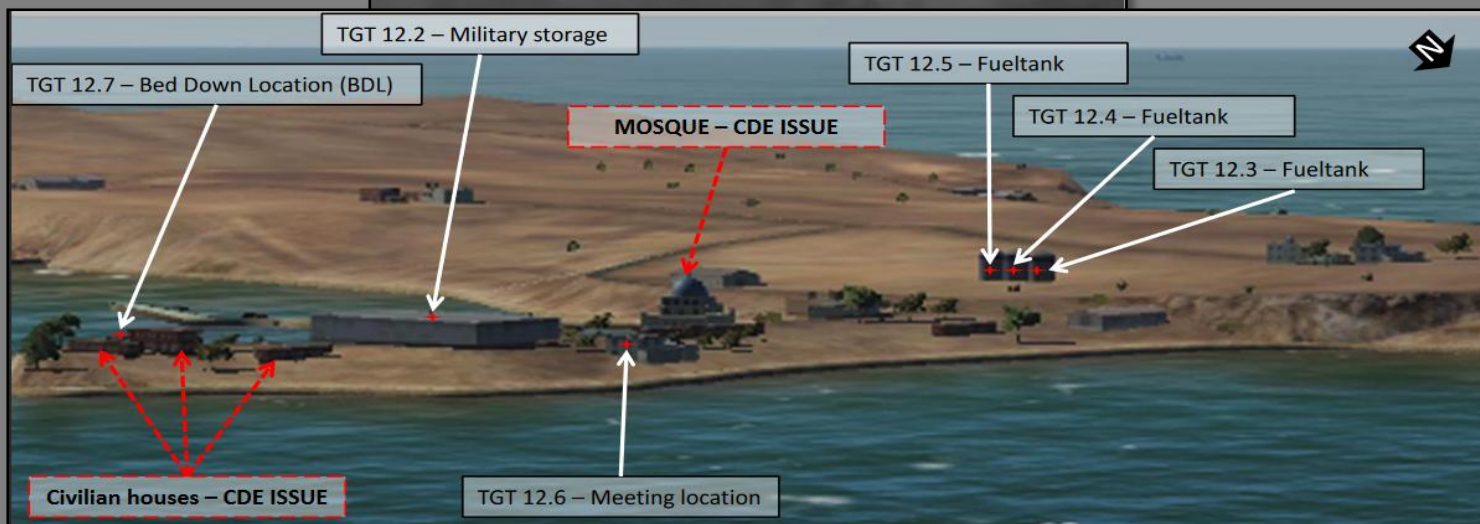 TGT 12.2 – Military storage
TGT 12.7 – Bed Down Location (BDL)
TGT 12.5 – Fueltank
N
MOSQUE – CDE ISSUE
TGT 12.4 – Fueltank
TGT 12.3 – Fueltank
Civilian houses – CDE ISSUE
TGT 12.6 – Meeting location